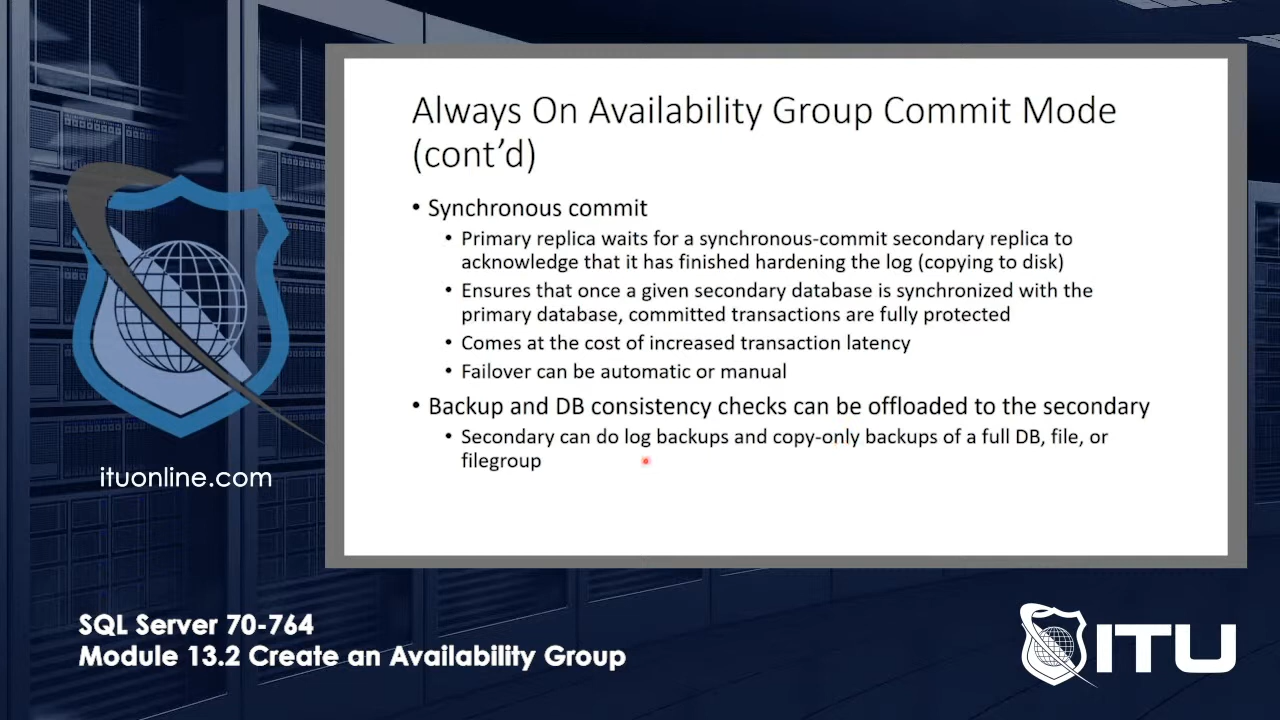 Always On Availability Group Commit Mode
(cont’d)
• Synchronous commit
• Primary replica waits for a synchronous-commit secondary replica to
acknowledge that it has finished hardening the log (copying to disk)
• Ensures that once a given secondary database is synchronized with the
primary database, committed transactions are fully protected
• Comes at the cost of increased transaction latency
• Failover can be automatic or manual
• Backup and DB consistency checks can be offloaded to the secondary
• Secondary can do log backups and copy-only backups of a full DB, file, or
filegroup
ituonline.com
SQL Server 70-764
Module 13.2 Create an Availability Group
ITU